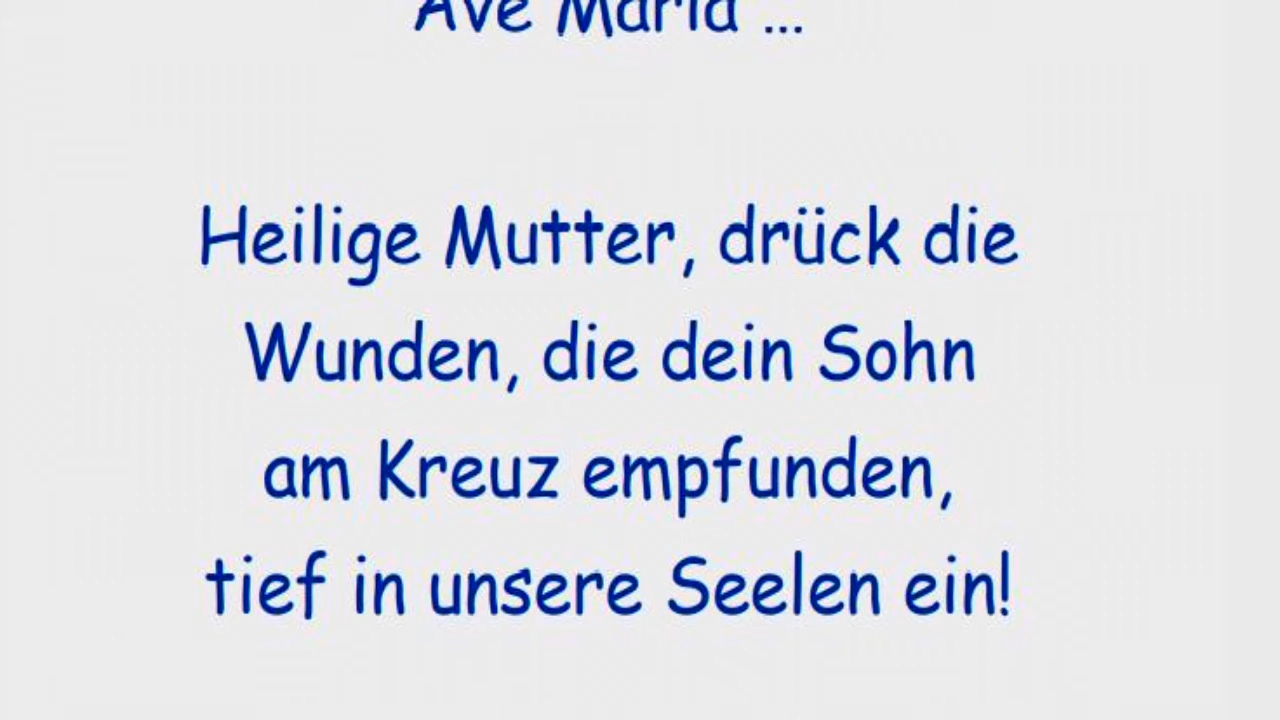 Ave Maria ...
Heilige Mutter, drück die
Wunden, die dein Sohn
am Kreuz empfunden,
tief in unsere Seelen ein!